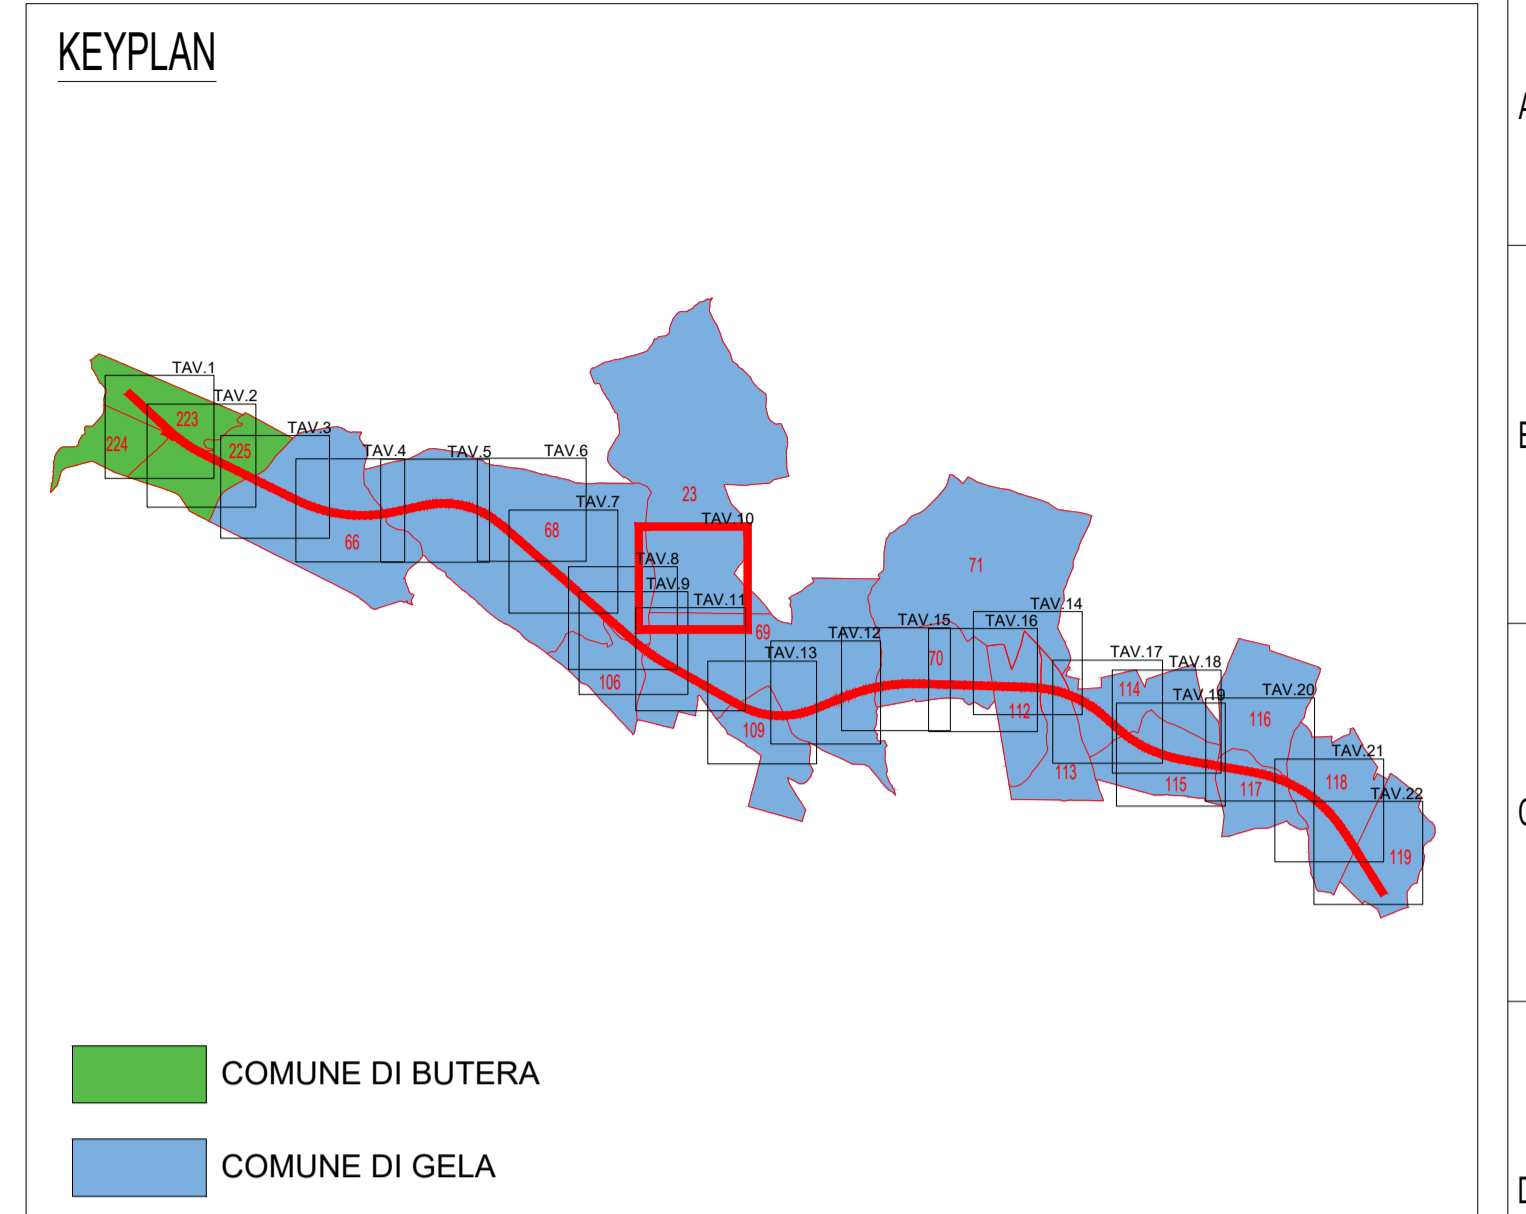 KEYPLAN
A
TAV.1
TAV.2
223
TAV.3
224
225
TAV.4
TAV.5
TAV.6
B
23
TAV.7
TAV.10
68
66
TAV.8
71
TAV.9
TAV.11
TAV.14
TAV.15
TAV.16
69
TAV.12
TAV.13
70
TAV.17
TAV.18
106
114
TAV.19
TAV.20
112
116
109
TAV.21
113
115
117
118
TAV.22
C
119
COMUNE DI BUTERA
COMUNE DI GELA
D